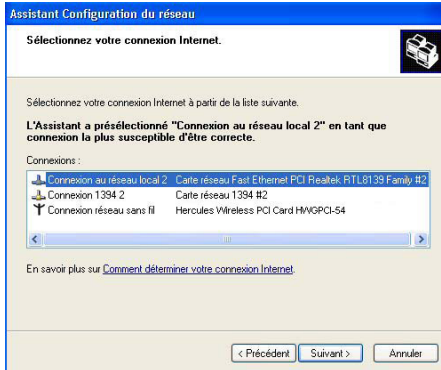 Assistant Configuration du réseau
Sélectionnez votre connexion Internet.
Sélectionnez votre connexion Internet à partir de la liste suivante.
L'Assistant a présélectionné "Connexion au réseau local 2" en tant que
connexion la plus susceptible d'être correcte.
Connexions :
Connexion au réseau local 2 Carte réseau Fast Ethernet PCI Realtek RTL8139 Family #2
Connexion 1394 2 Carte réseau 1394 #2
Connexion réseau sans fil Hercules Wireless PCI Card HWGPCI-54
En savoir plus sur Comment déterminer votre connexion Internet.
< Précédent Suivant > Annuler